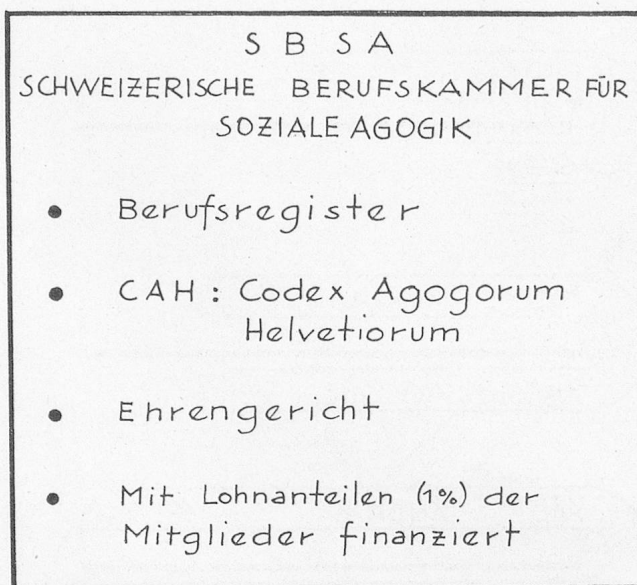 S B S A
SCHWEIZERISCHE BERUFSKAMMER FÜR
SOZIALE AGOGIK
• Berufsregister
• CAH : Codex Agogorum
Helvetiorum
• Ehrengericht
• Mit Lohnanteilen (1%) der
Mitglieder finanziert